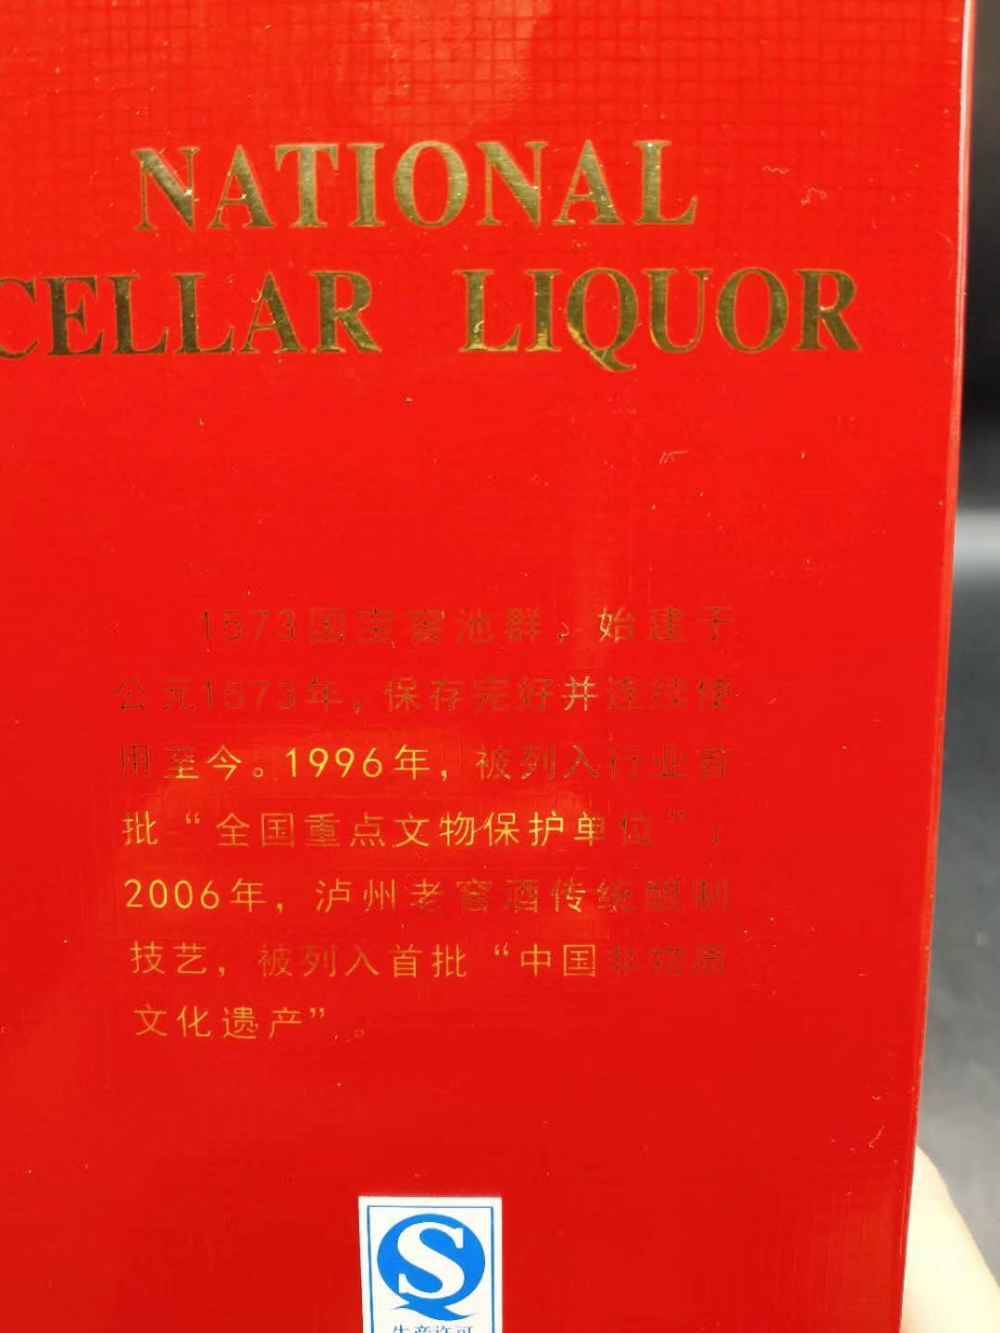 NATIONAL
CELLAR LIQUOR
1573国宝窖池群，始建于
公元1573年，保存完好并连续使
用至今。1996年，被列入行业首
批“全国重点文物保护单位”，
2006年，泸州老窖酒传统酿制
技艺，被列入首批“中国非物质
文化遗产”。
S
生产许可